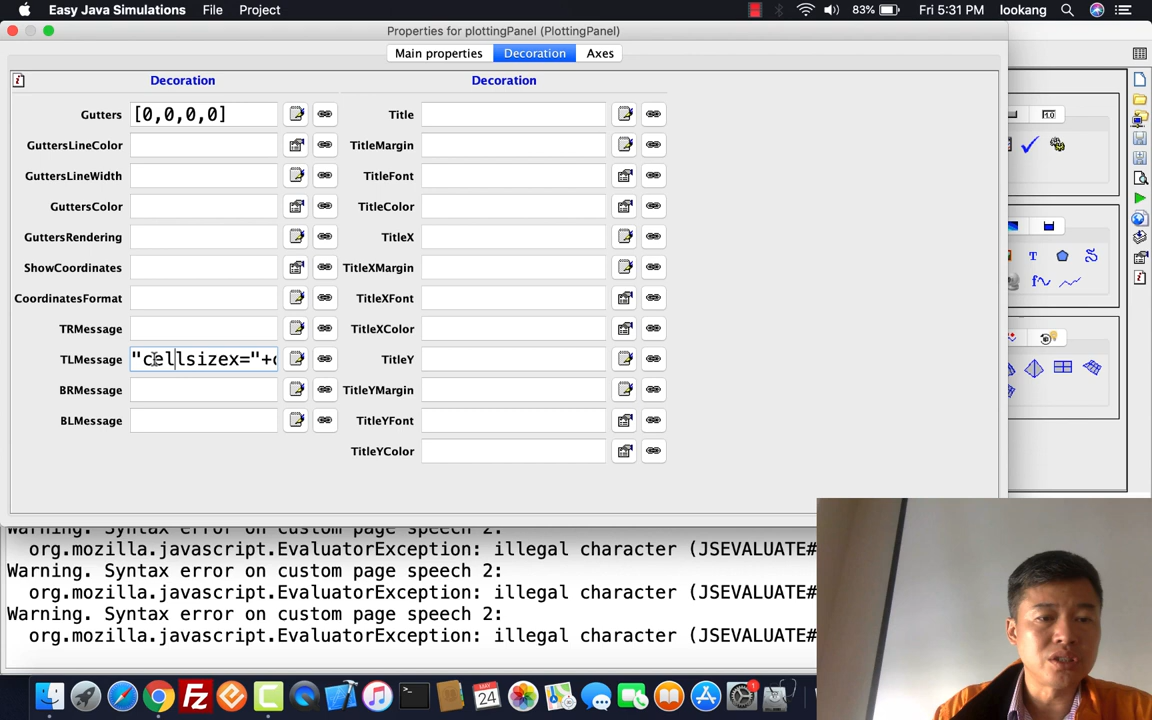 Easy Java Simulations File Project 83% Fri 5:31 PM lookang
Properties for plottingPanel (PlottingPanel)
Main properties Decoration Axes
Decoration Decoration
Gutters [0,0,0,0] Title
GuttersLineColor TitleMargin
GuttersLineWidth TitleFont
GuttersColor TitleColor
GuttersRendering TitleX
ShowCoordinates TitleXMargin
CoordinatesFormat TitleXFont
TRMessage TitleXColor
TLMessage "cellsizex="+c TitleY
BRMessage TitleYMargin
BLMessage TitleYFont
TitleYColor
Warning. Syntax error on custom page speech 2:
org.mozilla.javascript.EvaluatorException: illegal character (JSEVALUATE#
Warning. Syntax error on custom page speech 2:
org.mozilla.javascript.EvaluatorException: illegal character (JSEVALUATE#
Warning. Syntax error on custom page speech 2:
org.mozilla.javascript.EvaluatorException: illegal character (JSEVALUATE#
MAY
24